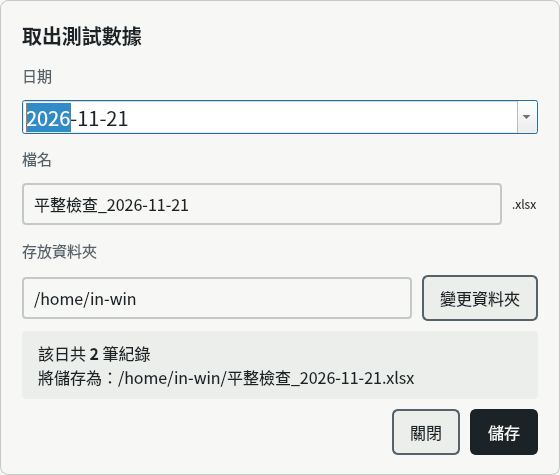 取出測試數據
日期
2026-11-21
檔名
平整檢查_2026-11-21
.xlsx
存放資料夾
/home/in-win
變更資料夾
該日共 2 筆紀錄
將儲存為：/home/in-win/平整檢查_2026-11-21.xlsx
關閉
儲存